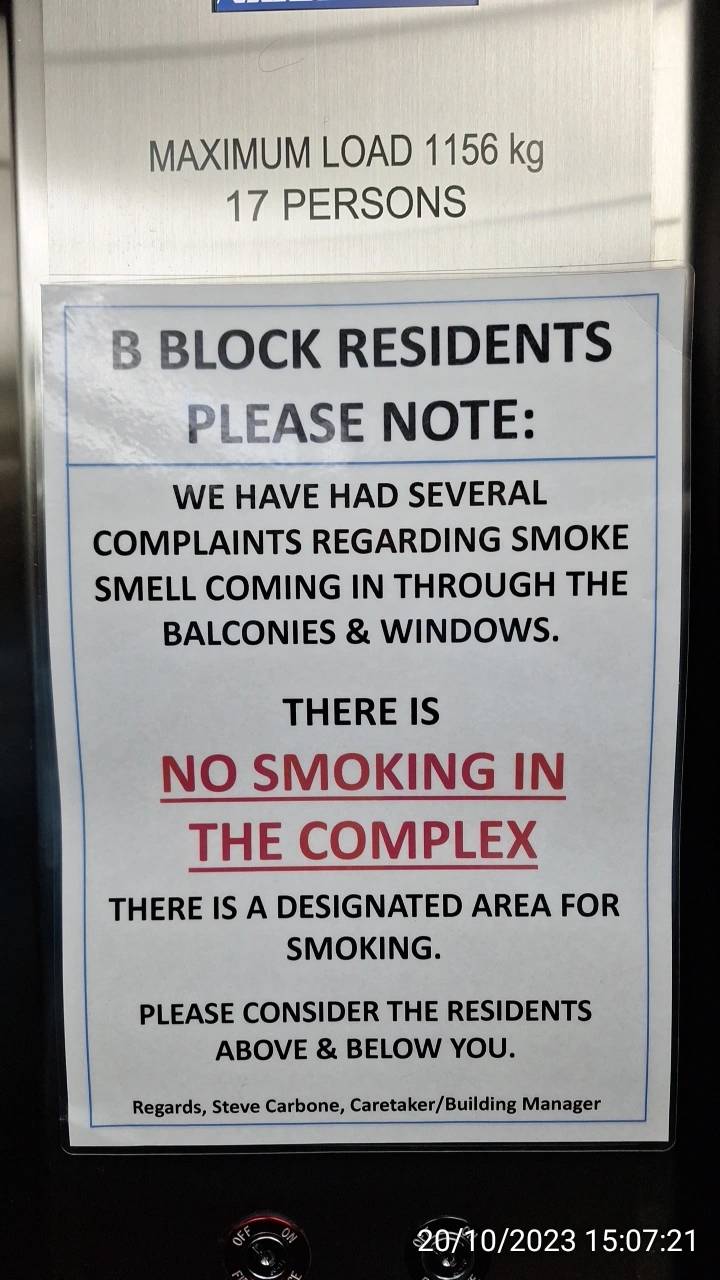 MAXIMUM LOAD 1156 kg
17 PERSONS
B BLOCK RESIDENTS
PLEASE NOTE:
WE HAVE HAD SEVERAL
COMPLAINTS REGARDING SMOKE
SMELL COMING IN THROUGH THE
BALCONIES & WINDOWS.
THERE IS
NO SMOKING IN
THE COMPLEX
THERE IS A DESIGNATED AREA FOR
SMOKING.
PLEASE CONSIDER THE RESIDENTS
ABOVE & BELOW YOU.
Regards, Steve Carbone, Caretaker/Building Manager
OFF ON
20/10/2023 15:07:21